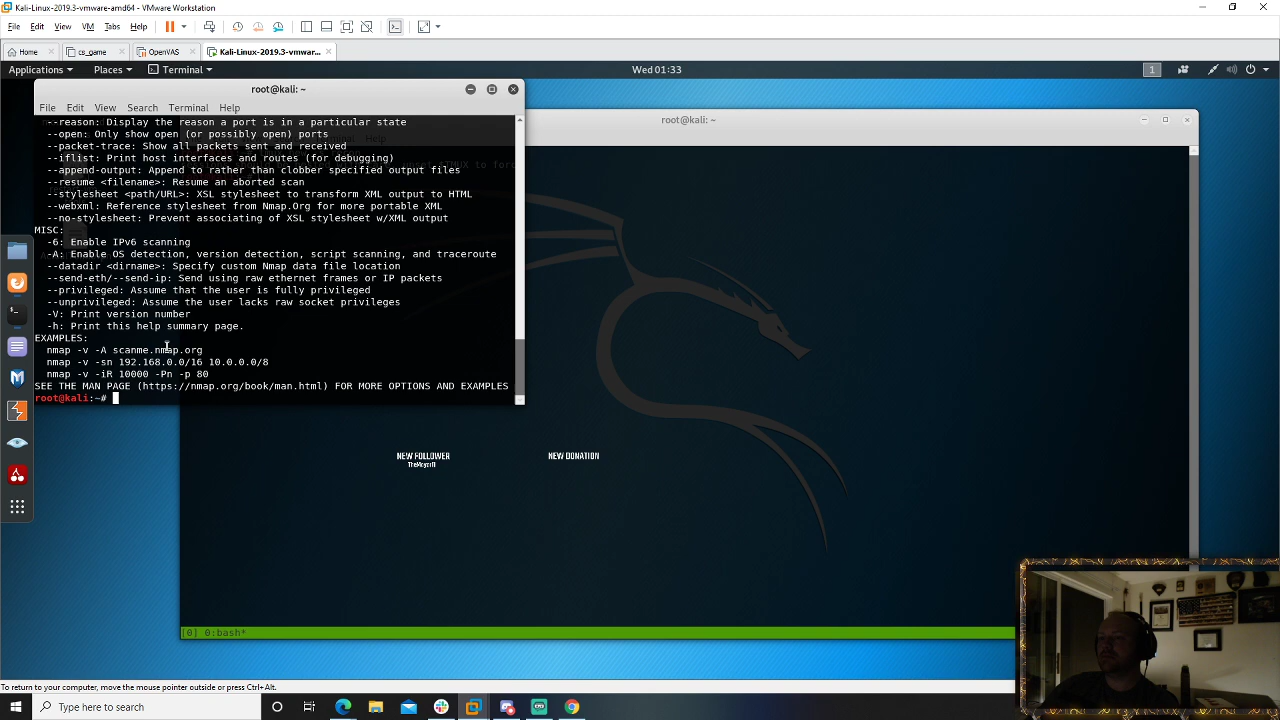 Kali-Linux-2019.3-vmware-amd64 - VMware Workstation
File Edit View VM Tabs Help
Home cs_game OpenVAS Kali-Linux-2019.3-vmwar...
Applications Places Terminal Wed 01:33 1
root@kali: ~
File Edit View Search Terminal Help
--reason: Display the reason a port is in a particular state
--open: Only show open (or possibly open) ports
--packet-trace: Show all packets sent and received
--iflist: Print host interfaces and routes (for debugging)
--append-output: Append to rather than clobber specified output files
--resume <filename>: Resume an aborted scan
--stylesheet <path/URL>: XSL stylesheet to transform XML output to HTML
--webxml: Reference stylesheet from Nmap.Org for more portable XML
--no-stylesheet: Prevent associating of XSL stylesheet w/XML output
MISC:
-6: Enable IPv6 scanning
-A: Enable OS detection, version detection, script scanning, and traceroute
--datadir <dirname>: Specify custom Nmap data file location
--send-eth/--send-ip: Send using raw ethernet frames or IP packets
--privileged: Assume that the user is fully privileged
--unprivileged: Assume the user lacks raw socket privileges
-V: Print version number
-h: Print this help summary page.
EXAMPLES:
nmap -v -A scanme.nmap.org
nmap -v -sn 192.168.0.0/16 10.0.0.0/8
nmap -v -iR 10000 -Pn -p 80
SEE THE MAN PAGE (https://nmap.org/book/man.html) FOR MORE OPTIONS AND EXAMPLES
root@kali:~#
root@kali: ~
NEW FOLLOWER
NEW DONATION
[0] 0:bash*
To return to your computer, move the mouse pointer outside or press Ctrl+Alt.
Type here to search